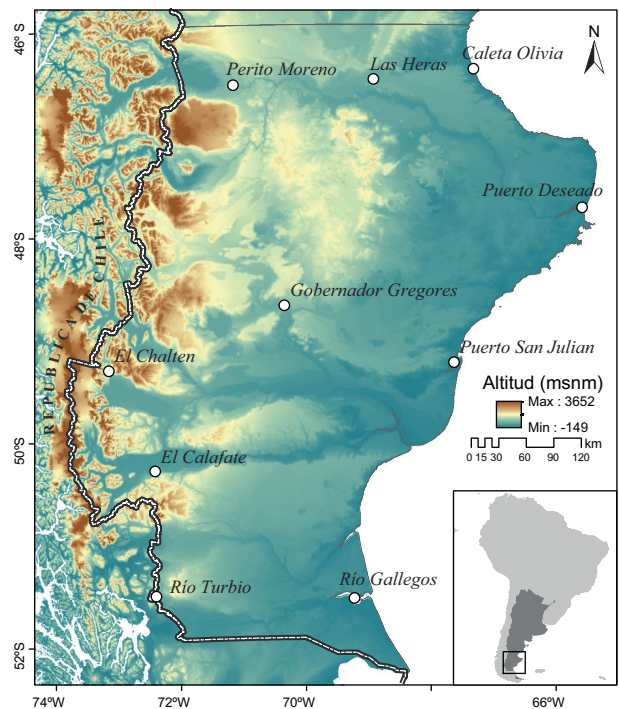 46°S
48°S
50°S
52°S
N
Perito Moreno
Las Heras
Caleta Olivia
Puerto Deseado
REPUBLICA DE CHILE
Gobernador Gregores
El Chalten
Puerto San Julian
Altitud (msnm)
Max : 3652
Min : -149
0 15 30 60 90 120 km
El Calafate
Río Turbio
Río Gallegos
74°W 72°W 70°W 66°W